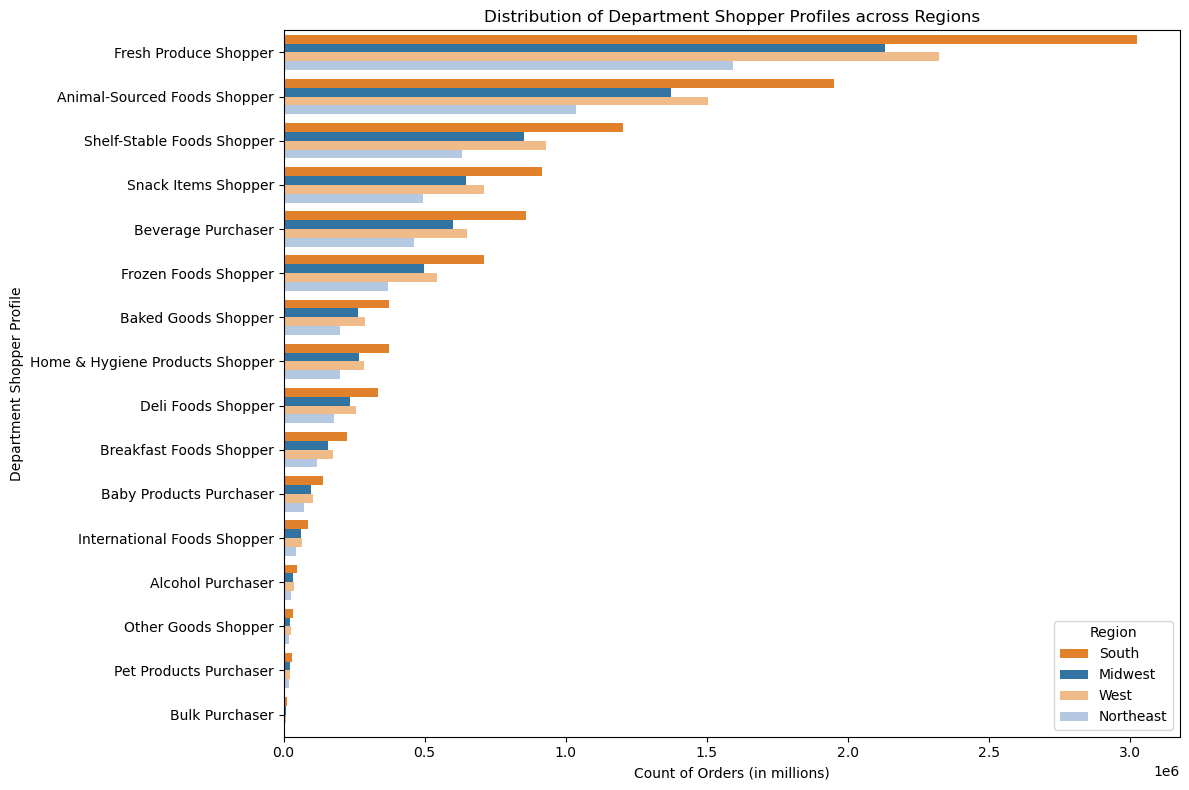 Distribution of Department Shopper Profiles across Regions
Department Shopper Profile
Fresh Produce Shopper
Animal-Sourced Foods Shopper
Shelf-Stable Foods Shopper
Snack Items Shopper
Beverage Purchaser
Frozen Foods Shopper
Baked Goods Shopper
Home & Hygiene Products Shopper
Deli Foods Shopper
Breakfast Foods Shopper
Baby Products Purchaser
International Foods Shopper
Alcohol Purchaser
Other Goods Shopper
Pet Products Purchaser
Bulk Purchaser
Region
South
Midwest
West
Northeast
0.0 0.5 1.0 1.5 2.0 2.5 3.0
1e6
Count of Orders (in millions)